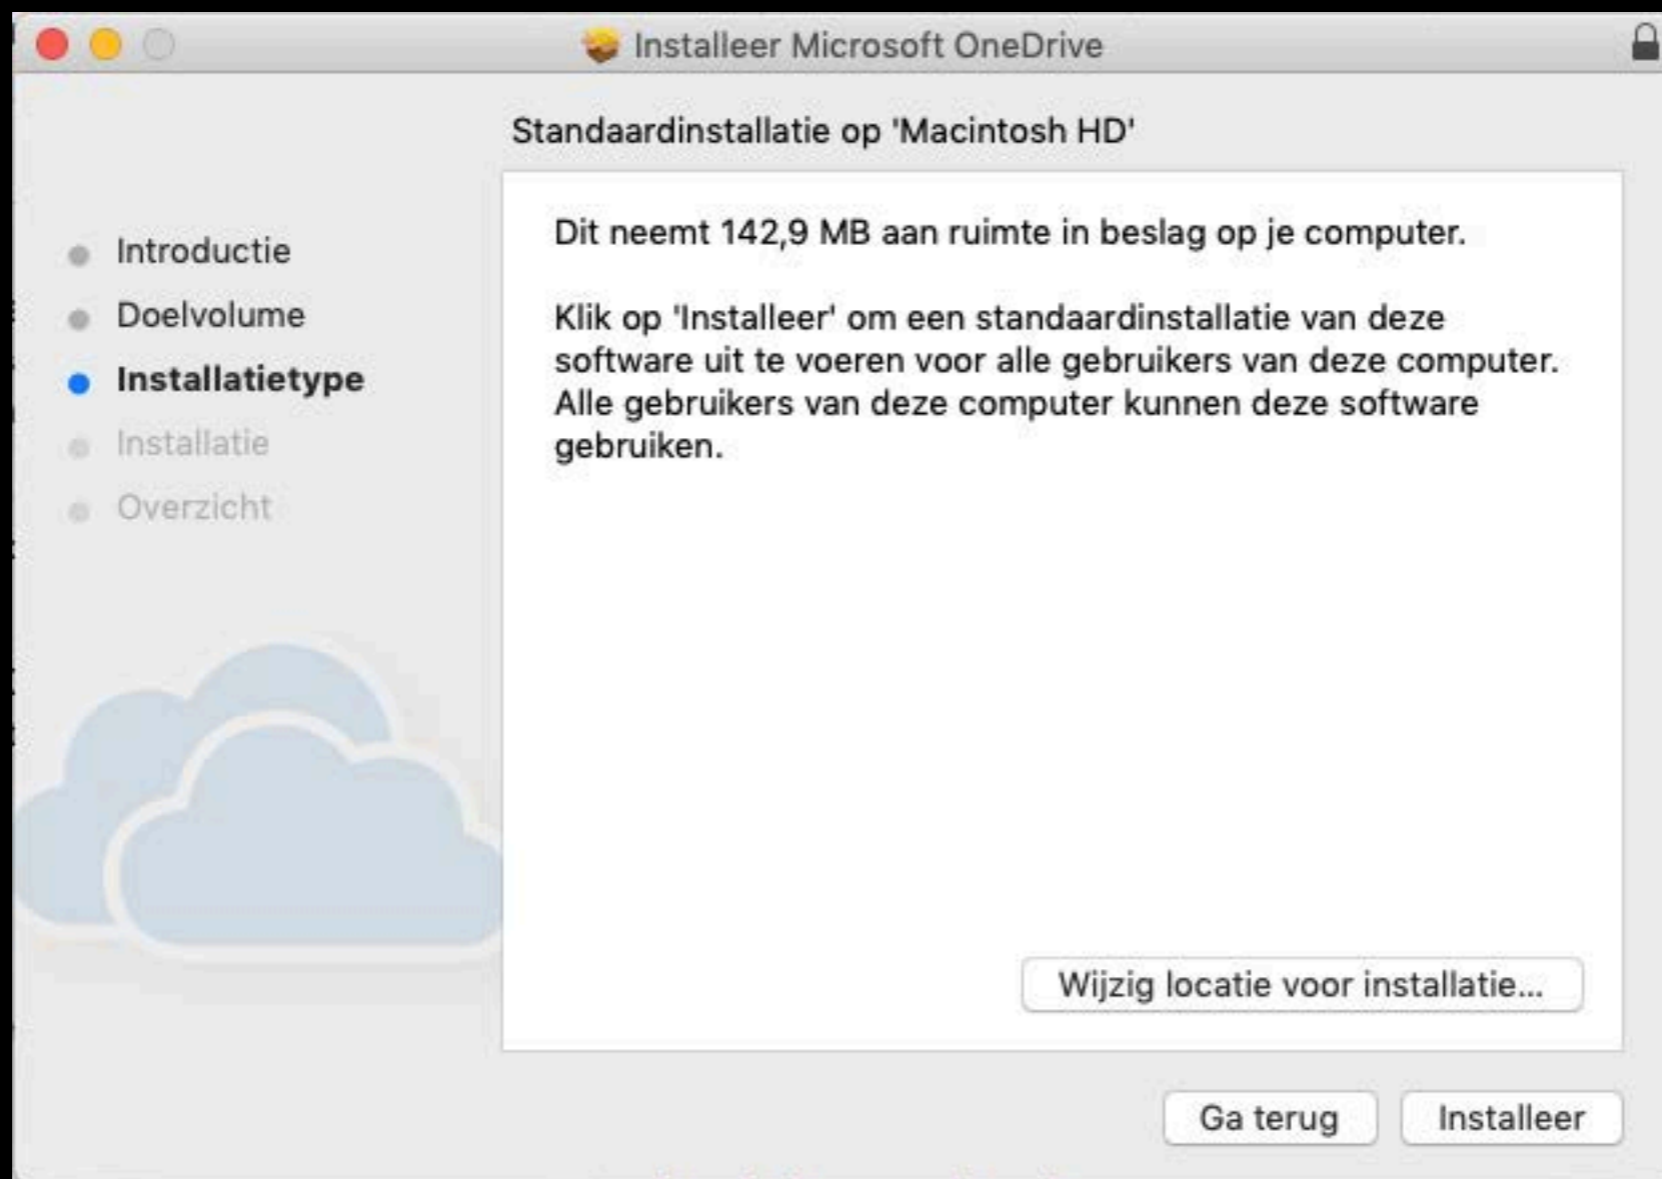 Installeer Microsoft OneDrive
Standaardinstallatie op 'Macintosh HD'
Introductie
Doelvolume
Installatietype
Installatie
Overzicht
Dit neemt 142,9 MB aan ruimte in beslag op je computer.
Klik op 'Installeer' om een standaardinstallatie van deze
software uit te voeren voor alle gebruikers van deze computer.
Alle gebruikers van deze computer kunnen deze software
gebruiken.
Wijzig locatie voor installatie...
Ga terug
Installeer